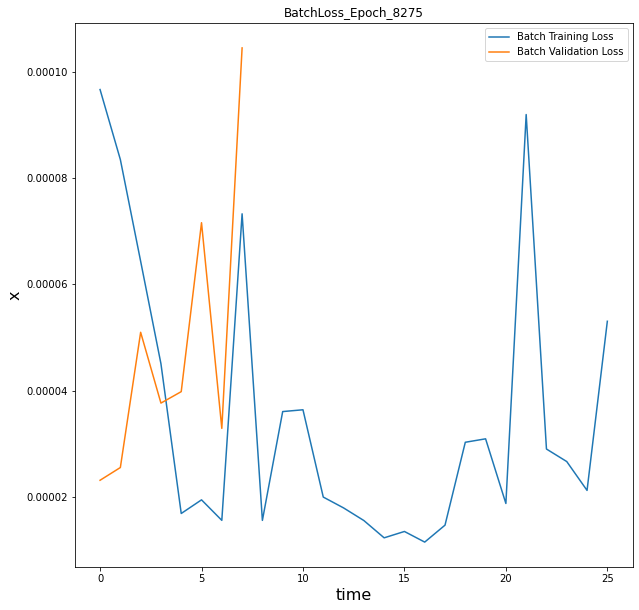 BatchLoss_Epoch_8275
Batch Training Loss
Batch Validation Loss
0.00010
0.00008
0.00006
0.00004
0.00002
x
0 5 10 15 20 25
time